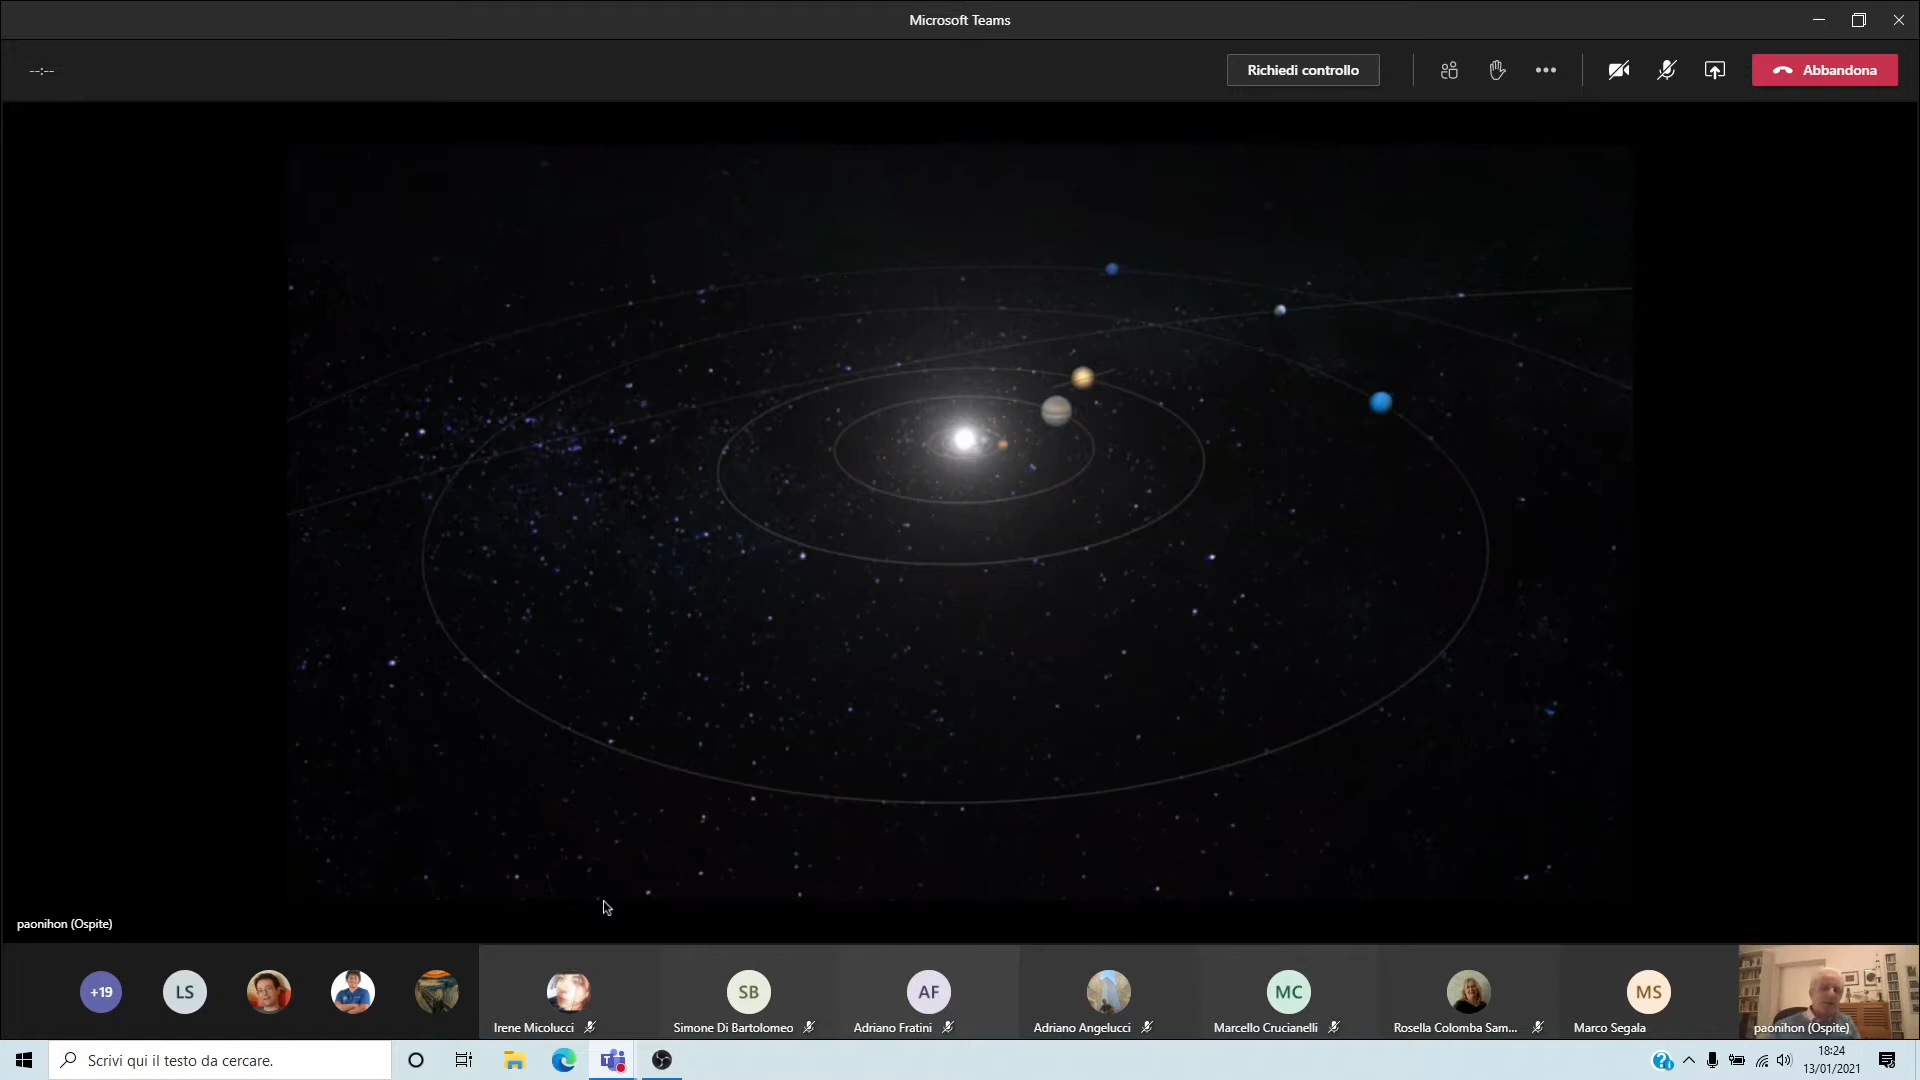 Microsoft Teams
--:--
Richiedi controllo
Abbandona
paonihon (Ospite)
+19
LS
SB
AF
MC
MS
Irene Micolucci
Simone Di Bartolomeo
Adriano Fratini
Adriano Angelucci
Marcello Crucianelli
Rosella Colomba Sam...
Marco Segala
paonihon (Ospite)
Scrivi qui il testo da cercare.
18:24
13/01/2021